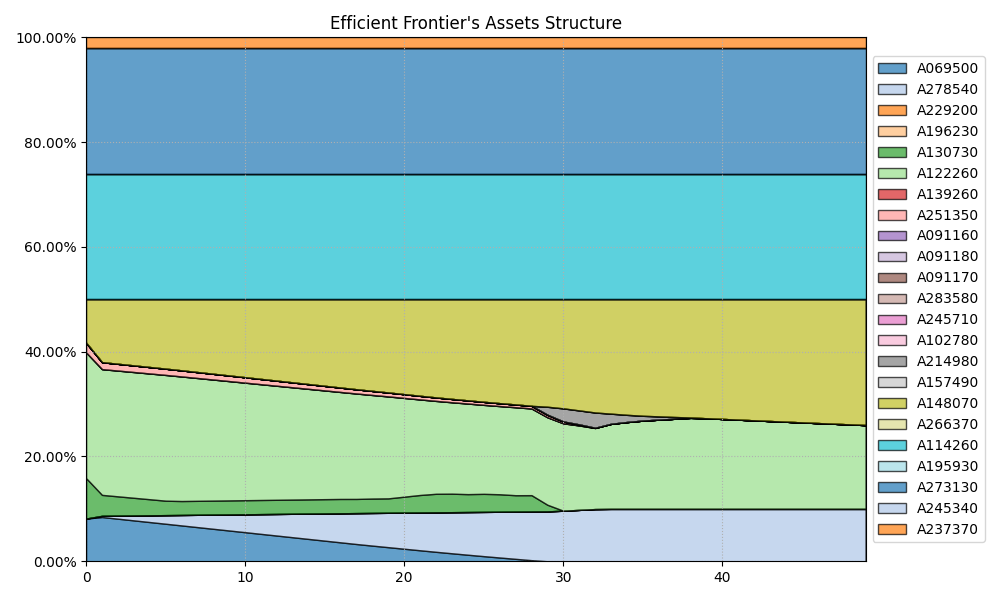 Efficient Frontier's Assets Structure
100.00%
80.00%
60.00%
40.00%
20.00%
0.00%
0
10
20
30
40
A069500
A278540
A229200
A196230
A130730
A122260
A139260
A251350
A091160
A091180
A091170
A283580
A245710
A102780
A214980
A157490
A148070
A266370
A114260
A195930
A273130
A245340
A237370